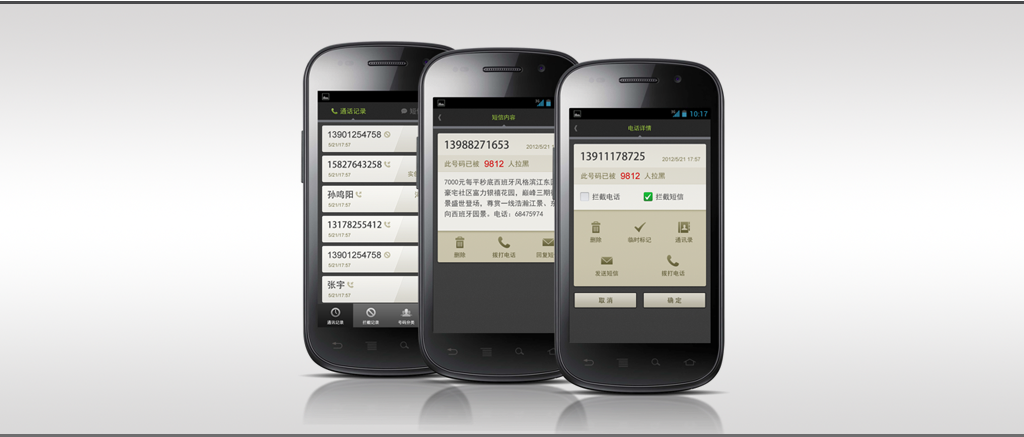 通话记录
短
13901254758
5/21/17:57
15827643258
5/21/17:57
孙鸣阳
5/21/17:57
13178255412
5/21/17:57
13901254758
5/21/17:57
张宇
5/21/17:57
通话记录
拦截记录
号码分类
短信内容
13988271653
2012/5/21
此号码已被 9812 人拉黑
7000元每平秒底西班牙风格滨江东
豪宅社区富力银禧花园，巅峰三期
景盛世登场，尊赏一线浩瀚江景、东
向西班牙园景。电话：68475974
删除
拨打电话
回复短
10:17
电话详情
13911178725
2012/5/21 17:57
此号码已被 9812 人拉黑
拦截电话
拦截短信
删除
临时标记
通讯录
发送短信
拨打电话
取 消
确 定